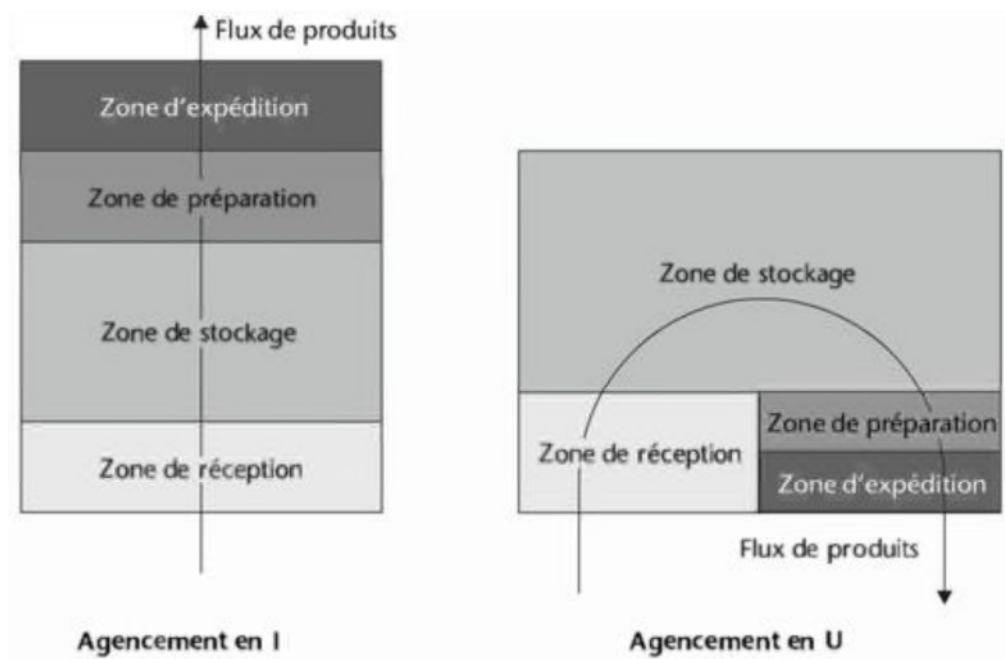 Flux de produits
Zone d'expédition
Zone de préparation
Zone de stockage
Zone de réception
Agencement en I
Zone de stockage
Zone de réception
Zone de préparation
Zone d'expédition
Flux de produits
Agencement en U